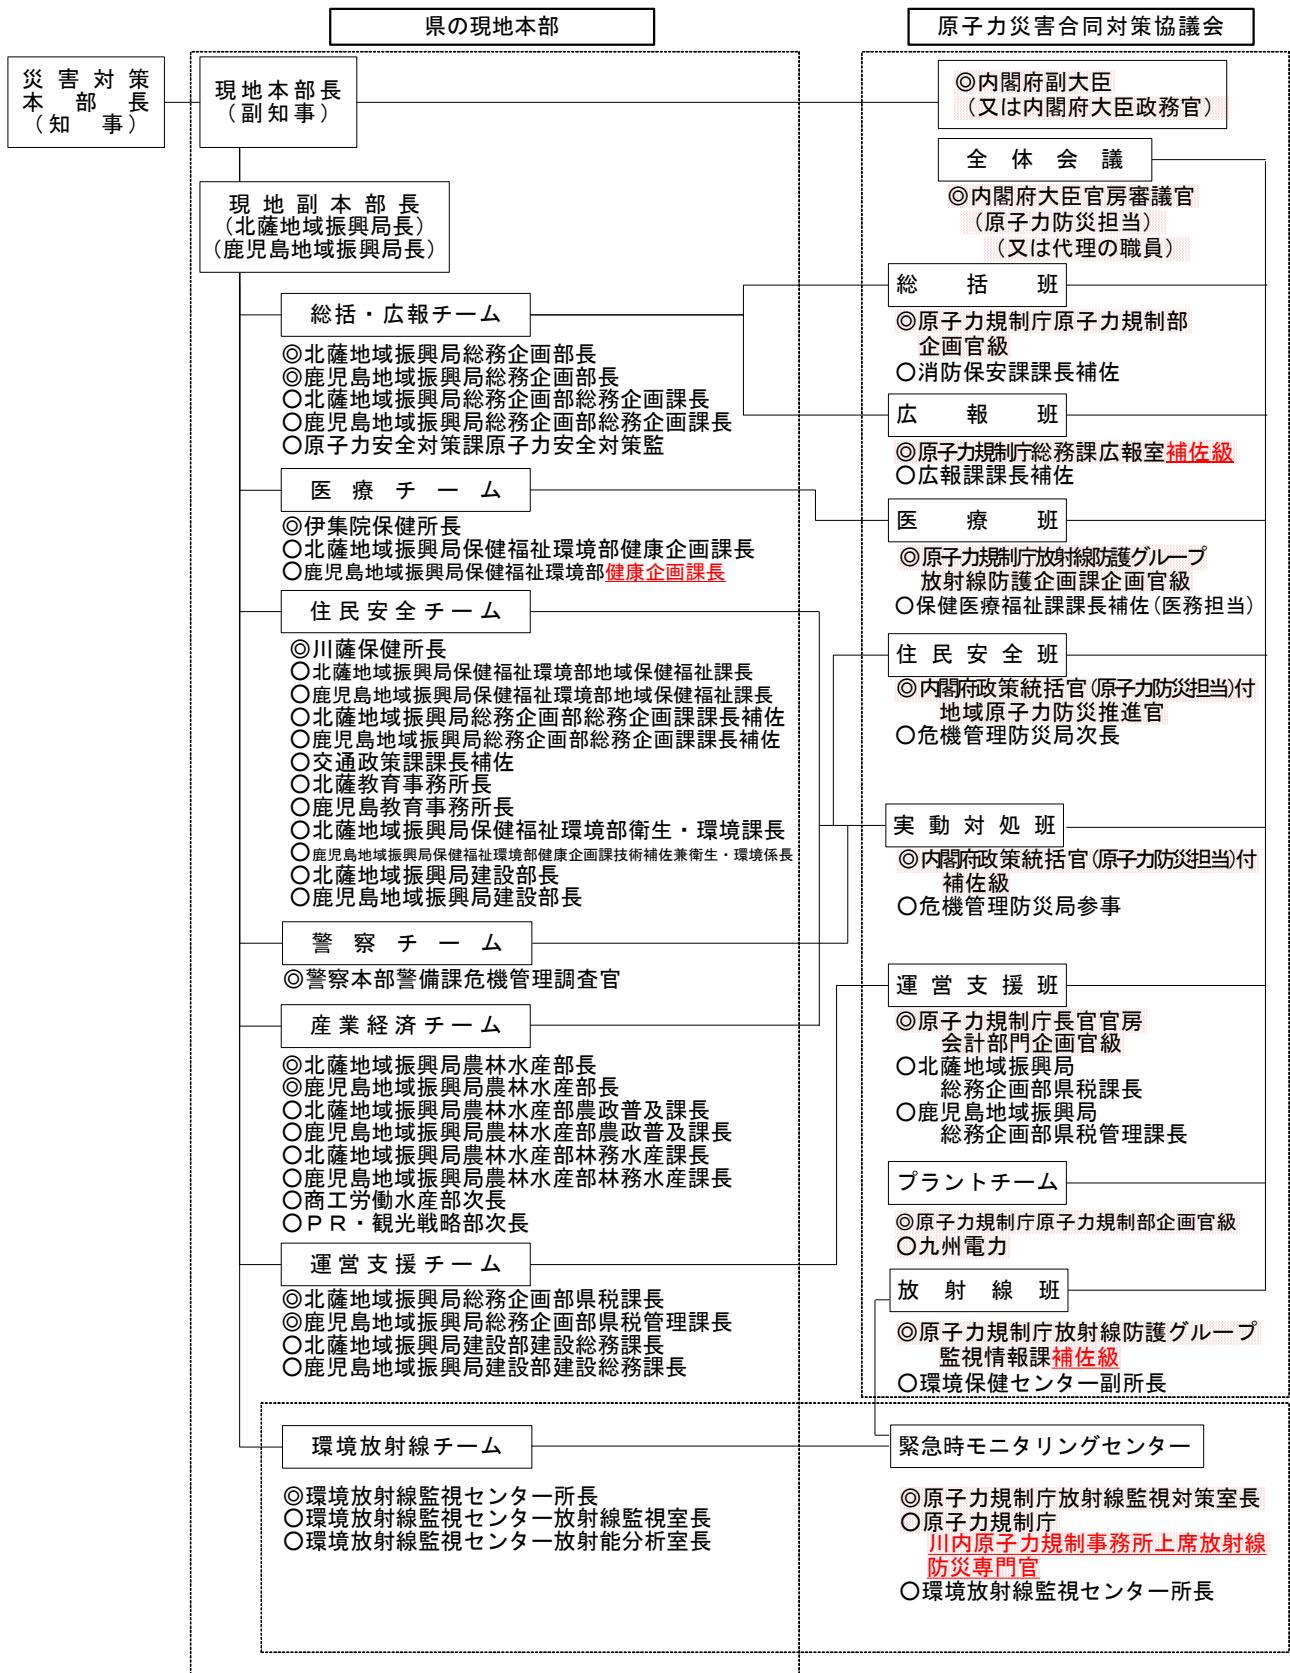 県の現地本部
原子力災害合同対策協議会
災害対策
本部長
（知事）
現地本部長
（副知事）
現地副本部長
（北薩地域振興局長）
（鹿児島地域振興局長）
総括・広報チーム
◎北薩地域振興局総務企画部長
◎鹿児島地域振興局総務企画部長
○北薩地域振興局総務企画部総務企画課長
○鹿児島地域振興局総務企画部総務企画課長
○原子力安全対策課原子力安全対策監
医療チーム
◎伊集院保健所長
○北薩地域振興局保健福祉環境部健康企画課長
○鹿児島地域振興局保健福祉環境部健康企画課長
住民安全チーム
◎川薩保健所長
○北薩地域振興局保健福祉環境部地域保健福祉課長
○鹿児島地域振興局保健福祉環境部地域保健福祉課長
○北薩地域振興局総務企画部総務企画課課長補佐
○鹿児島地域振興局総務企画部総務企画課課長補佐
○交通政策課課長補佐
○北薩教育事務所長
○鹿児島教育事務所長
○北薩地域振興局保健福祉環境部衛生・環境課長
○鹿児島地域振興局保健福祉環境部健康企画課技術補佐兼衛生・環境係長
○北薩地域振興局建設部長
○鹿児島地域振興局建設部長
警察チーム
◎警察本部警備課危機管理調査官
産業経済チーム
◎北薩地域振興局農林水産部長
◎鹿児島地域振興局農林水産部長
○北薩地域振興局農林水産部農政普及課長
○鹿児島地域振興局農林水産部農政普及課長
○北薩地域振興局農林水産部林務水産課長
○鹿児島地域振興局農林水産部林務水産課長
○商工労働水産部次長
○ＰＲ・観光戦略部次長
運営支援チーム
◎北薩地域振興局総務企画部県税課長
◎鹿児島地域振興局総務企画部県税管理課長
○北薩地域振興局建設部建設総務課長
○鹿児島地域振興局建設部建設総務課長
環境放射線チーム
◎環境放射線監視センター所長
○環境放射線監視センター放射線監視室長
○環境放射線監視センター放射能分析室長
◎内閣府副大臣
（又は内閣府大臣政務官）
全体会議
◎内閣府大臣官房審議官
（原子力防災担当）
（又は代理の職員）
総括班
◎原子力規制庁原子力規制部
企画官級
○消防保安課課長補佐
広報班
◎原子力規制庁総務課広報室補佐級
○広報課課長補佐
医療班
◎原子力規制庁放射線防護グループ
放射線防護企画課企画官級
○保健医療福祉課課長補佐（医務担当）
住民安全班
◎内閣府政策統括官（原子力防災担当）付
地域原子力防災推進官
○危機管理防災局次長
実動対処班
◎内閣府政策統括官（原子力防災担当）付
補佐級
○危機管理防災局参事
運営支援班
◎原子力規制庁長官官房
会計部門企画官級
○北薩地域振興局
総務企画部県税課長
○鹿児島地域振興局
総務企画部県税管理課長
プラントチーム
◎原子力規制庁原子力規制部企画官級
○九州電力
放射線班
◎原子力規制庁放射線防護グループ
監視情報課補佐級
○環境保健センター副所長
緊急時モニタリングセンター
◎原子力規制庁放射線監視対策室長
○原子力規制庁
川内原子力規制事務所上席放射線
防災専門官
○環境放射線監視センター所長